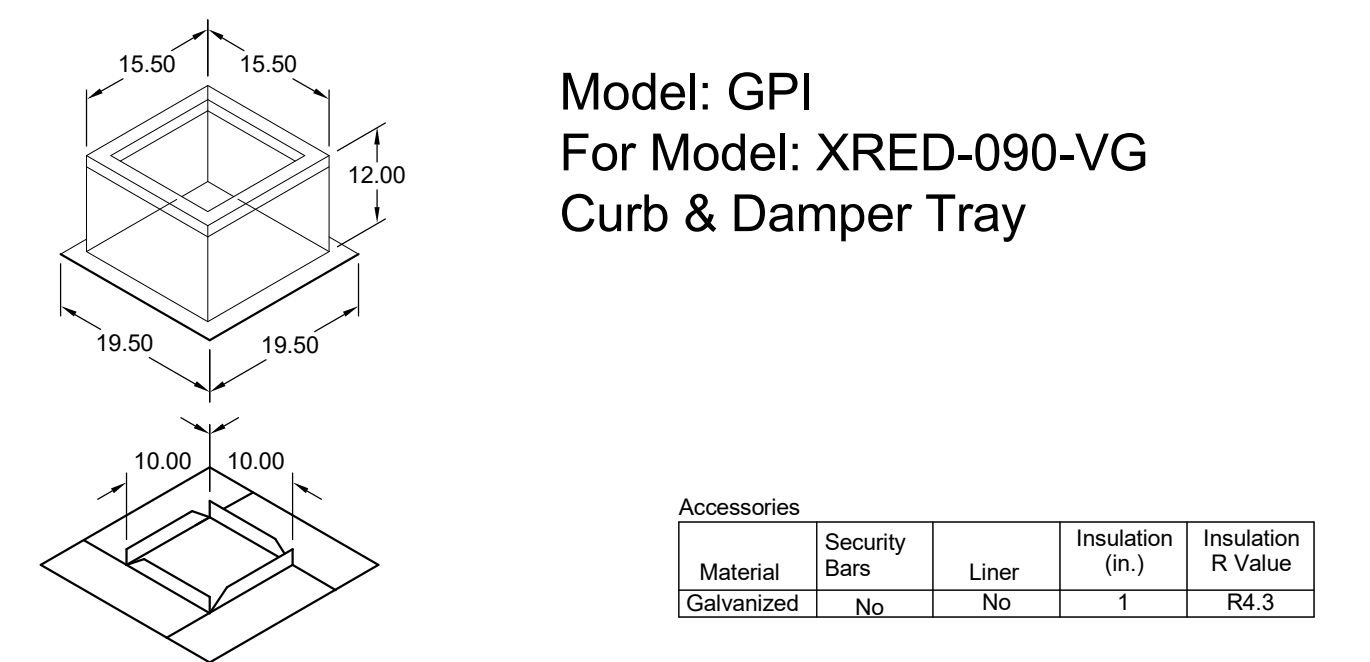 15.50 15.50
12.00
19.50 19.50
10.00 10.00
Model: GPI
For Model: XRED-090-VG
Curb & Damper Tray
Accessories
Material Security Bars Liner Insulation (in.) Insulation R Value
Galvanized No No 1 R4.3